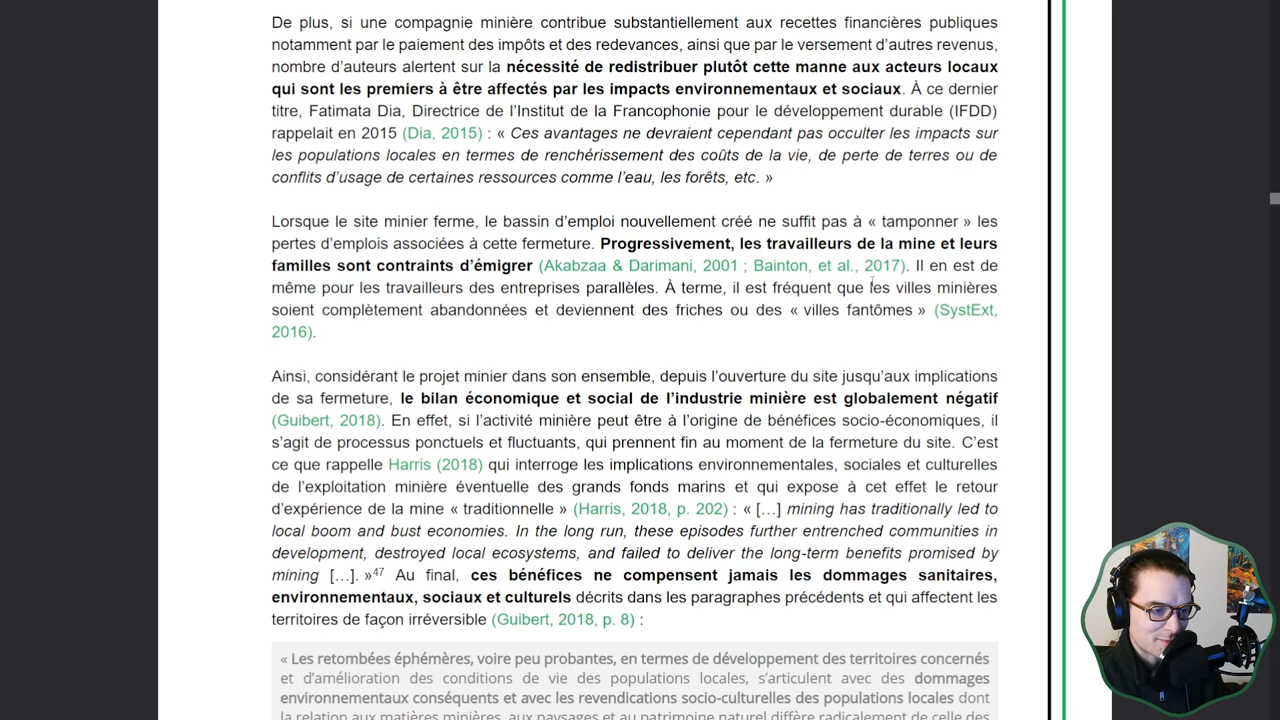 De plus, si une compagnie minière contribue substantiellement aux recettes financières publiques
notamment par le paiement des impôts et des redevances, ainsi que par le versement d’autres revenus,
nombre d’auteurs alertent sur la nécessité de redistribuer plutôt cette manne aux acteurs locaux
qui sont les premiers à être affectés par les impacts environnementaux et sociaux. À ce dernier
titre, Fatimata Dia, Directrice de l’Institut de la Francophonie pour le développement durable (IFDD)
rappelait en 2015 (Dia, 2015) : « Ces avantages ne devraient cependant pas occulter les impacts sur
les populations locales en termes de renchérissement des coûts de la vie, de perte de terres ou de
conflits d’usage de certaines ressources comme l’eau, les forêts, etc. »
Lorsque le site minier ferme, le bassin d’emploi nouvellement créé ne suffit pas à « tamponner » les
pertes d’emplois associées à cette fermeture. Progressivement, les travailleurs de la mine et leurs
familles sont contraints d’émigrer (Akabzaa & Darimani, 2001 ; Bainton, et al., 2017). Il en est de
même pour les travailleurs des entreprises parallèles. À terme, il est fréquent que les villes minières
soient complètement abandonnées et deviennent des friches ou des « villes fantômes » (SystExt,
2016).
Ainsi, considérant le projet minier dans son ensemble, depuis l’ouverture du site jusqu’aux implications
de sa fermeture, le bilan économique et social de l’industrie minière est globalement négatif
(Guibert, 2018). En effet, si l’activité minière peut être à l’origine de bénéfices socio-économiques, il
s’agit de processus ponctuels et fluctuants, qui prennent fin au moment de la fermeture du site. C’est
ce que rappelle Harris (2018) qui interroge les implications environnementales, sociales et culturelles
de l’exploitation minière éventuelle des grands fonds marins et qui expose à cet effet le retour
d’expérience de la mine « traditionnelle » (Harris, 2018, p. 202) : « […] mining has traditionally led to
local boom and bust economies. In the long run, these episodes further entrenched communities in
development, destroyed local ecosystems, and failed to deliver the long-term benefits promised by
mining […]. »47 Au final, ces bénéfices ne compensent jamais les dommages sanitaires,
environnementaux, sociaux et culturels décrits dans les paragraphes précédents et qui affectent les
territoires de façon irréversible (Guibert, 2018, p. 8) :
« Les retombées éphémères, voire peu probantes, en termes de développement des territoires concernés
et d’amélioration des conditions de vie des populations locales, s’articulent avec des dommages
environnementaux conséquents et avec les revendications socio-culturelles des populations locales dont
la relation aux matières minières, aux paysages et au patrimoine naturel diffère radicalement de celle des